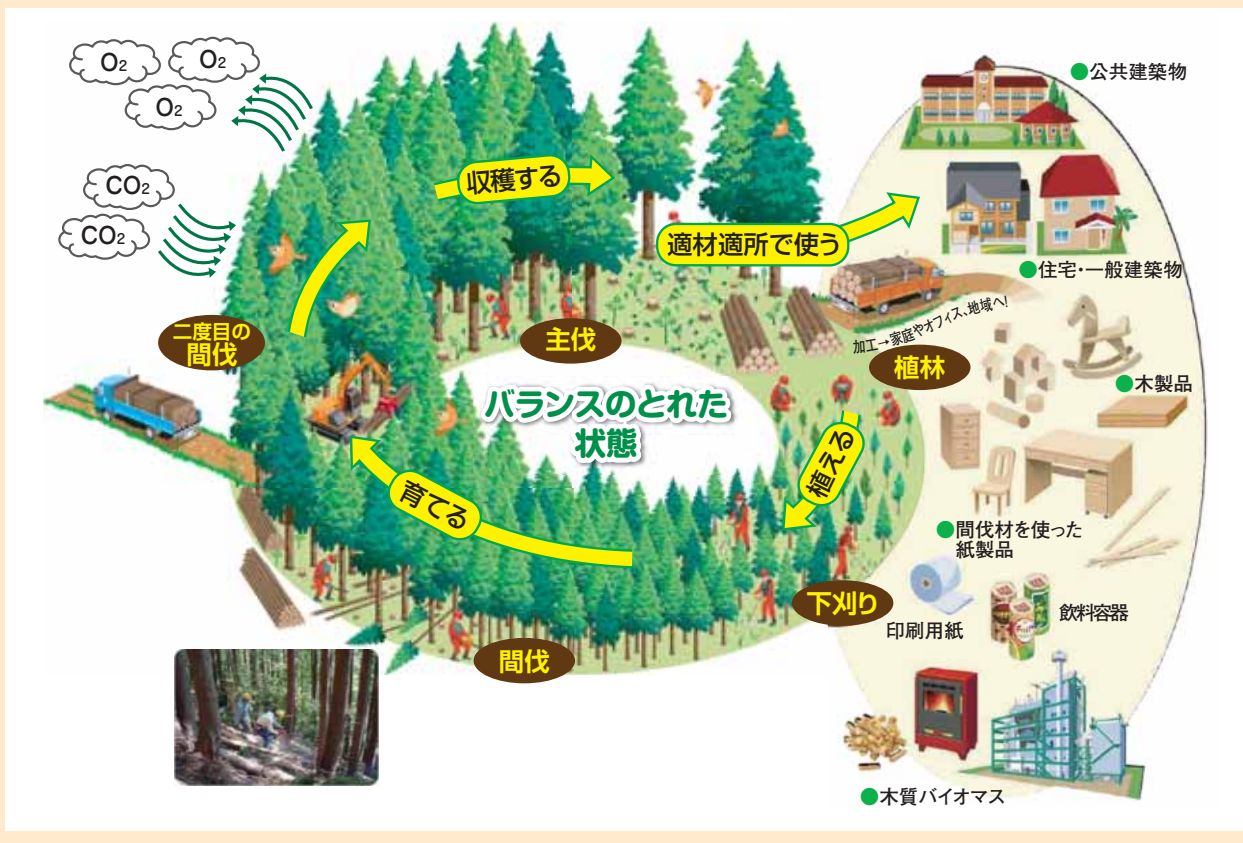 O₂
O₂
O₂
CO₂
CO₂
収穫する
適材適所で使う
加工→家庭やオフィス、地域へ!
二度目の
間伐
主伐
植林
バランスのとれた
状態
植える
育てる
下刈り
間伐
●公共建築物
●住宅・一般建築物
●木製品
●間伐材を使った
紙製品
印刷用紙
飲料容器
●木質バイオマス